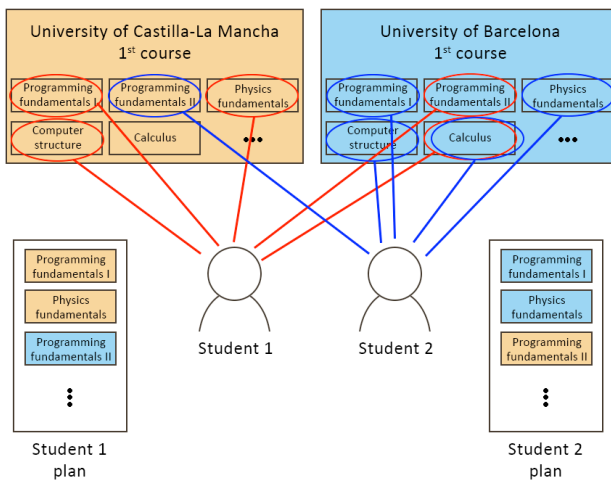 University of Castilla-La Mancha
1st course
Programming
fundamentals I
Programming
fundamentals II
Physics
fundamentals
Computer
structure
Calculus
University of Barcelona
1st course
Programming
fundamentals I
Programming
fundamentals II
Physics
fundamentals
Computer
structure
Calculus
Programming
fundamentals I
Physics
fundamentals
Programming
fundamentals II
Student 1
plan
Student 1
Student 2
Programming
fundamentals I
Physics
fundamentals
Programming
fundamentals II
Student 2
plan